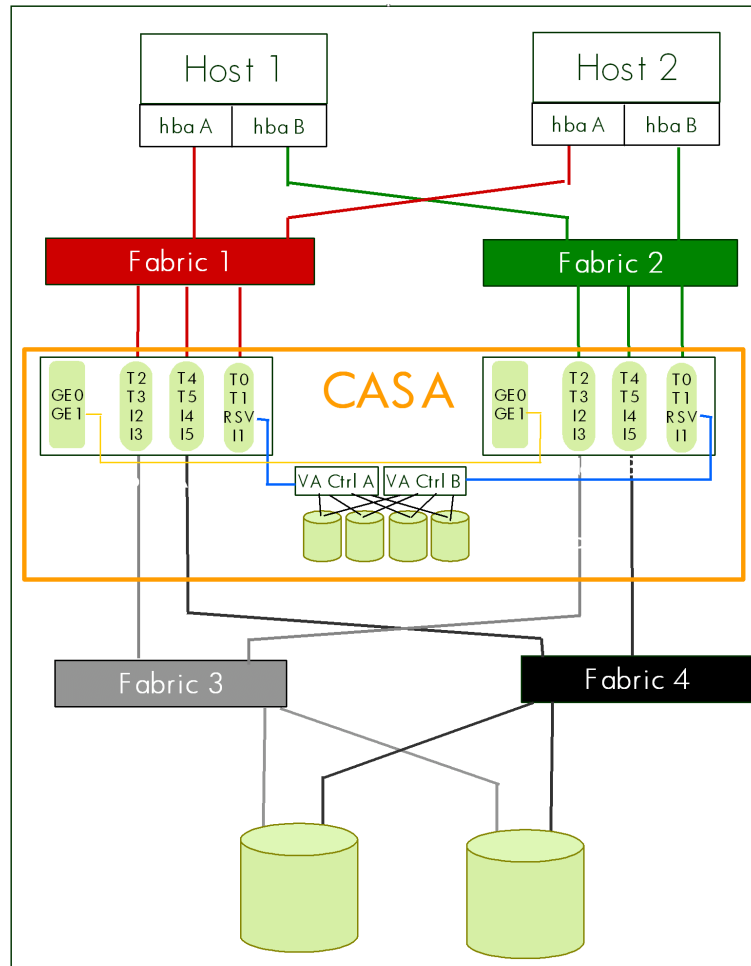 Host 1
Host 2
hba A
hba B
hba A
hba B
Fabric 1
Fabric 2
CASA
GE0
GE1
T2
T3
I2
I3
T4
T5
I4
I5
T0
T1
RSV
I1
GE0
GE1
T2
T3
I2
I3
T4
T5
I4
I5
T0
T1
RSV
I1
VA Ctrl A
VA Ctrl B
Fabric 3
Fabric 4